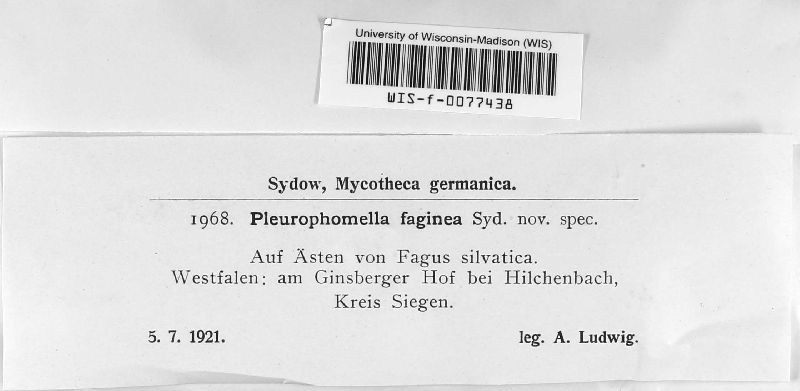 University of Wisconsin-Madison (WIS)
WIS-f-0077438
Sydow, Mycotheca germanica.
1968. Pleurophomella faginea Syd. nov. spec.
Auf Ästen von Fagus silvatica.
Westfalen: am Ginsberger Hof bei Hilchenbach,
Kreis Siegen.
5. 7. 1921. leg. A. Ludwig.